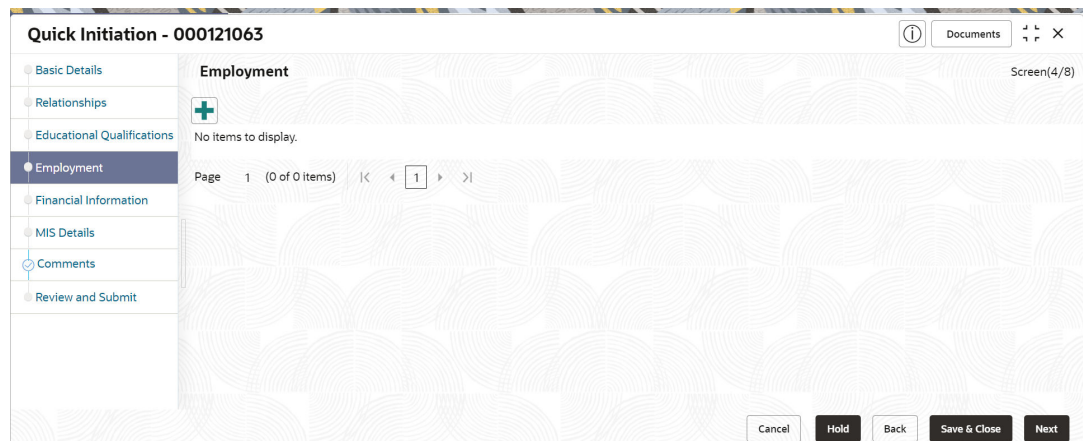 Quick Initiation - 000121063
Documents
Basic Details
Relationships
Educational Qualifications
Employment
Financial Information
MIS Details
Comments
Review and Submit
Employment
Screen(4/8)
No items to display.
Page 1 (0 of 0 items) 1
Cancel Hold Back Save & Close Next